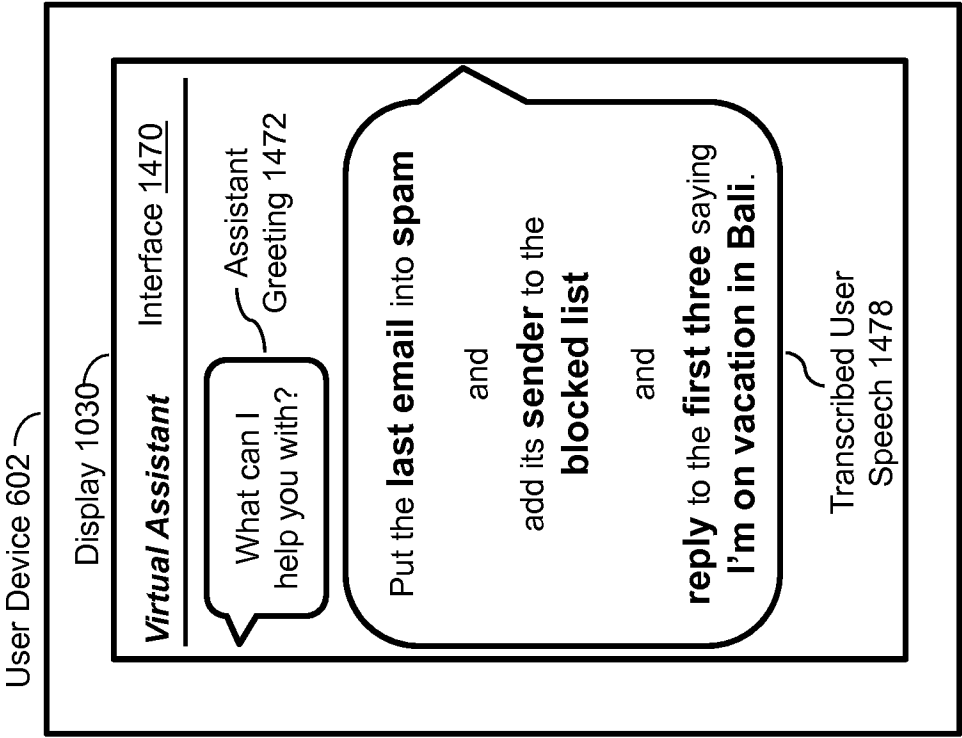 User Device 602
Display 1030
Virtual Assistant Interface 1470
What can I
help you with?
Assistant
Greeting 1472
Put the last email into spam
and
add its sender to the
blocked list
and
reply to the first three saying
I'm on vacation in Bali.
Transcribed User
Speech 1478